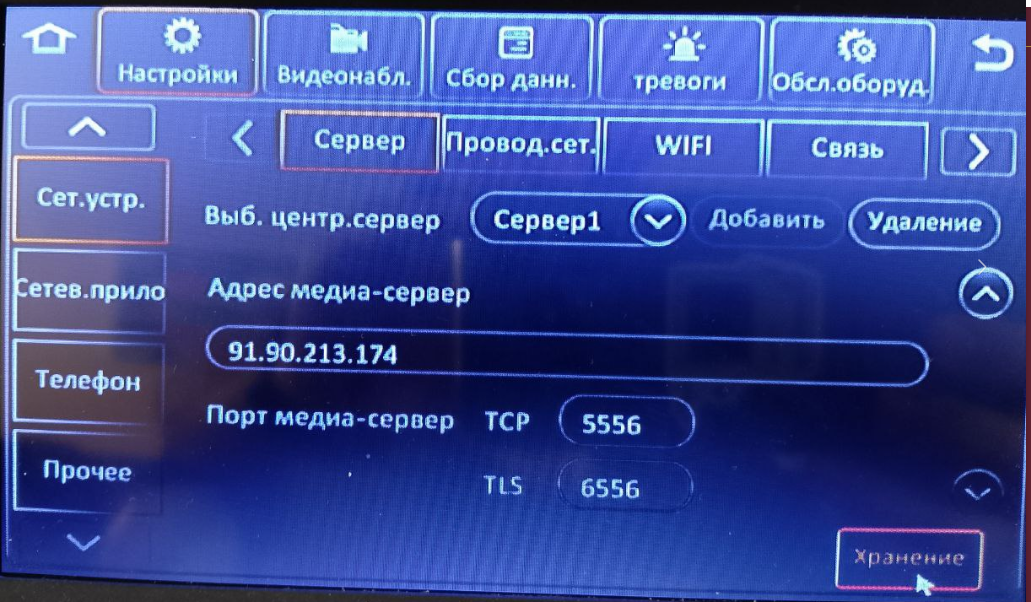 Настройки
Видеонабл.
Сбор данн.
тревоги
Обсл.оборуд.
Сервер
Провод.сет.
WIFI
Связь
Сет.устр.
Выб. центр.сервер
Сервер1
Добавить
Удаление
Сетев.прило
Адрес медиа-сервер
91.90.213.174
Телефон
Порт медиа-сервер
TCP
5556
Прочее
TLS
6556
Хранение